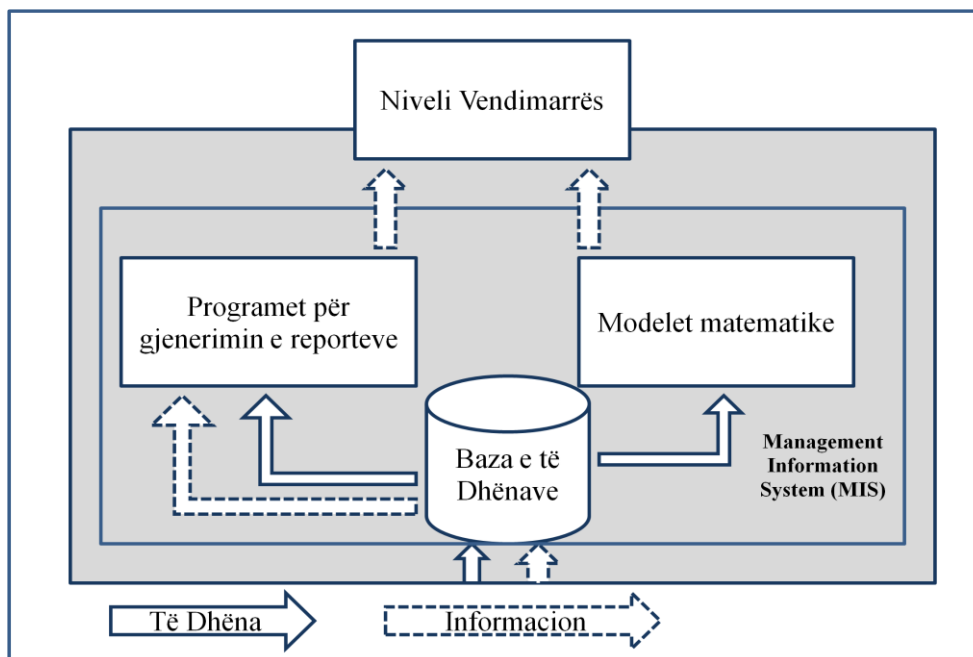 Niveli Vendimarrës
Programet për
gjenerimin e reporteve
Modelet matematike
Baza e të
Dhënave
Management
Information
System (MIS)
Të Dhëna
Informacion